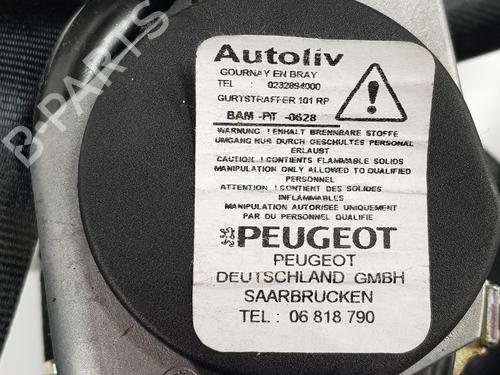 B-PARTS
Autoliv
GOURNAY EN BRAY
TEL : 0232894000
GURTSTRAFFER 101 RP
BAM -PT -0628
WARNUNG ! ENHALT BRENNBARE STOFFE
UMGANG NUR DURCH GESCHULTES PERSONAL
ERLAUBT
CAUTION ! CONTIENTS FLAMMABLE SOLIDS
MANIPULATION ONLY ALLOWED TO QUALIFIED
PERSONNEL
ATTENTION ! CONTIENT DES SOLIDES
INFLAMMABLES
MANIPULATION AUTORISEE UNIQUEMENT
PAR DU PERSONNEL QUALIFIE
PEUGEOT
PEUGEOT
DEUTSCHLAND GMBH
SAARBRUCKEN
TEL : 06 818 790